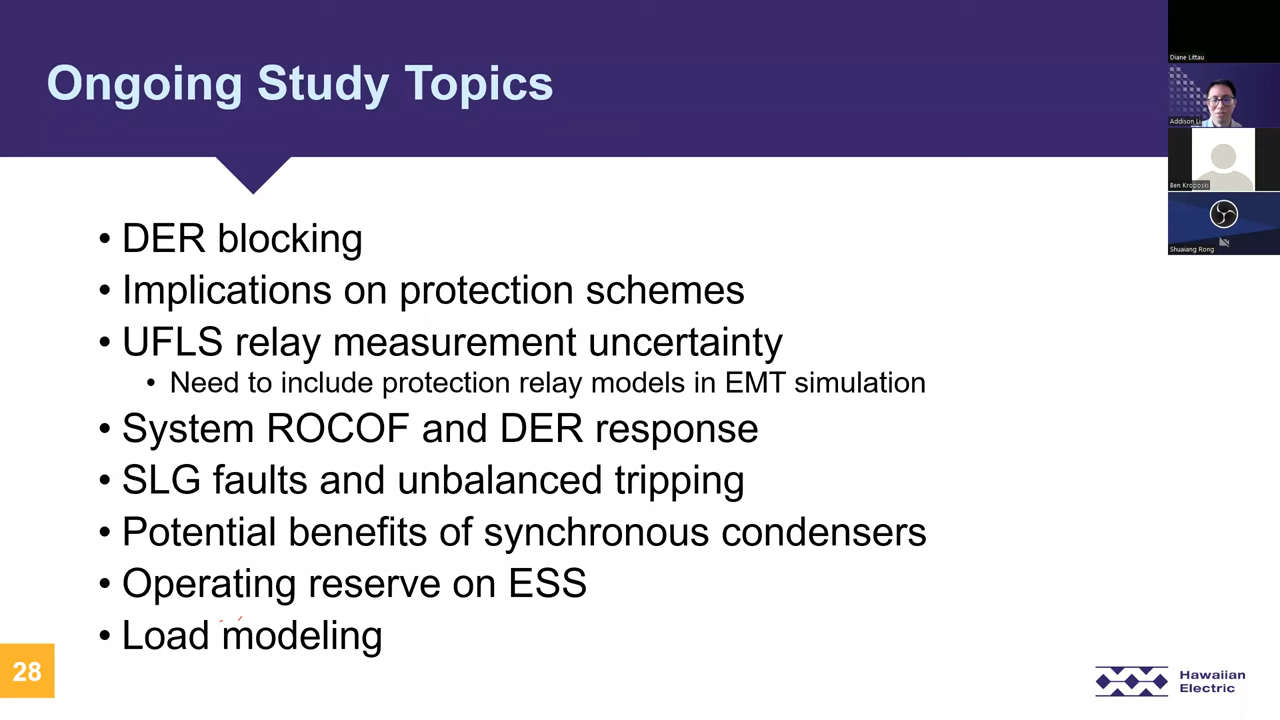 Ongoing Study Topics
• DER blocking
• Implications on protection schemes
• UFLS relay measurement uncertainty
• Need to include protection relay models in EMT simulation
• System ROCOF and DER response
• SLG faults and unbalanced tripping
• Potential benefits of synchronous condensers
• Operating reserve on ESS
• Load modeling
28
Hawaiian
Electric
Diane Littau
Addison Li
Ben Kroposki
Shuaiang Rong